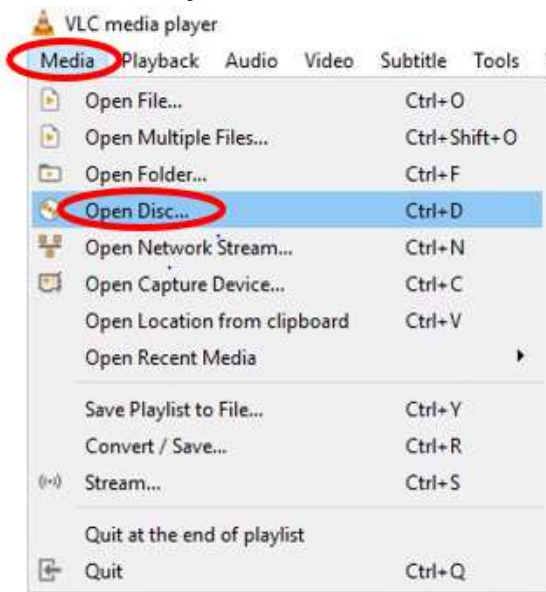 VLC media player
Media Playback Audio Video Subtitle Tools
Open File... Ctrl+O
Open Multiple Files... Ctrl+Shift+O
Open Folder... Ctrl+F
Open Disc... Ctrl+D
Open Network Stream... Ctrl+N
Open Capture Device... Ctrl+C
Open Location from clipboard Ctrl+V
Open Recent Media
Save Playlist to File... Ctrl+Y
Convert / Save... Ctrl+R
Stream... Ctrl+S
Quit at the end of playlist
Quit Ctrl+Q